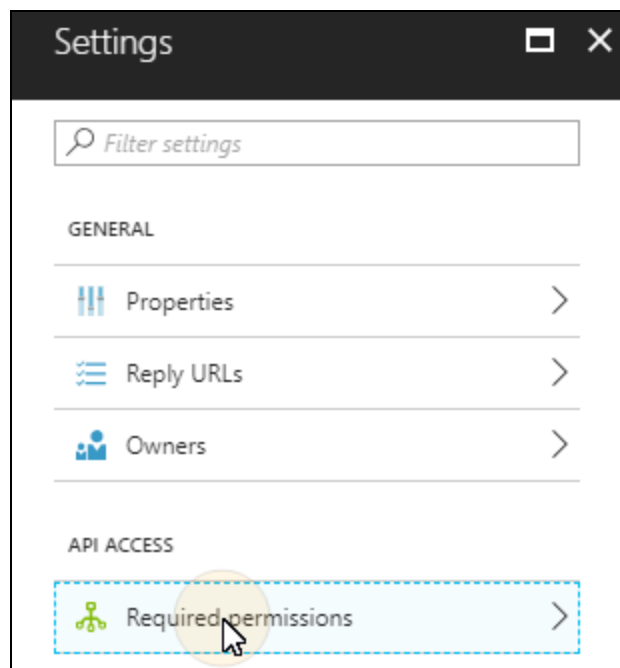 Settings
Filter settings
GENERAL
Properties
Reply URLs
Owners
API ACCESS
Required permissions